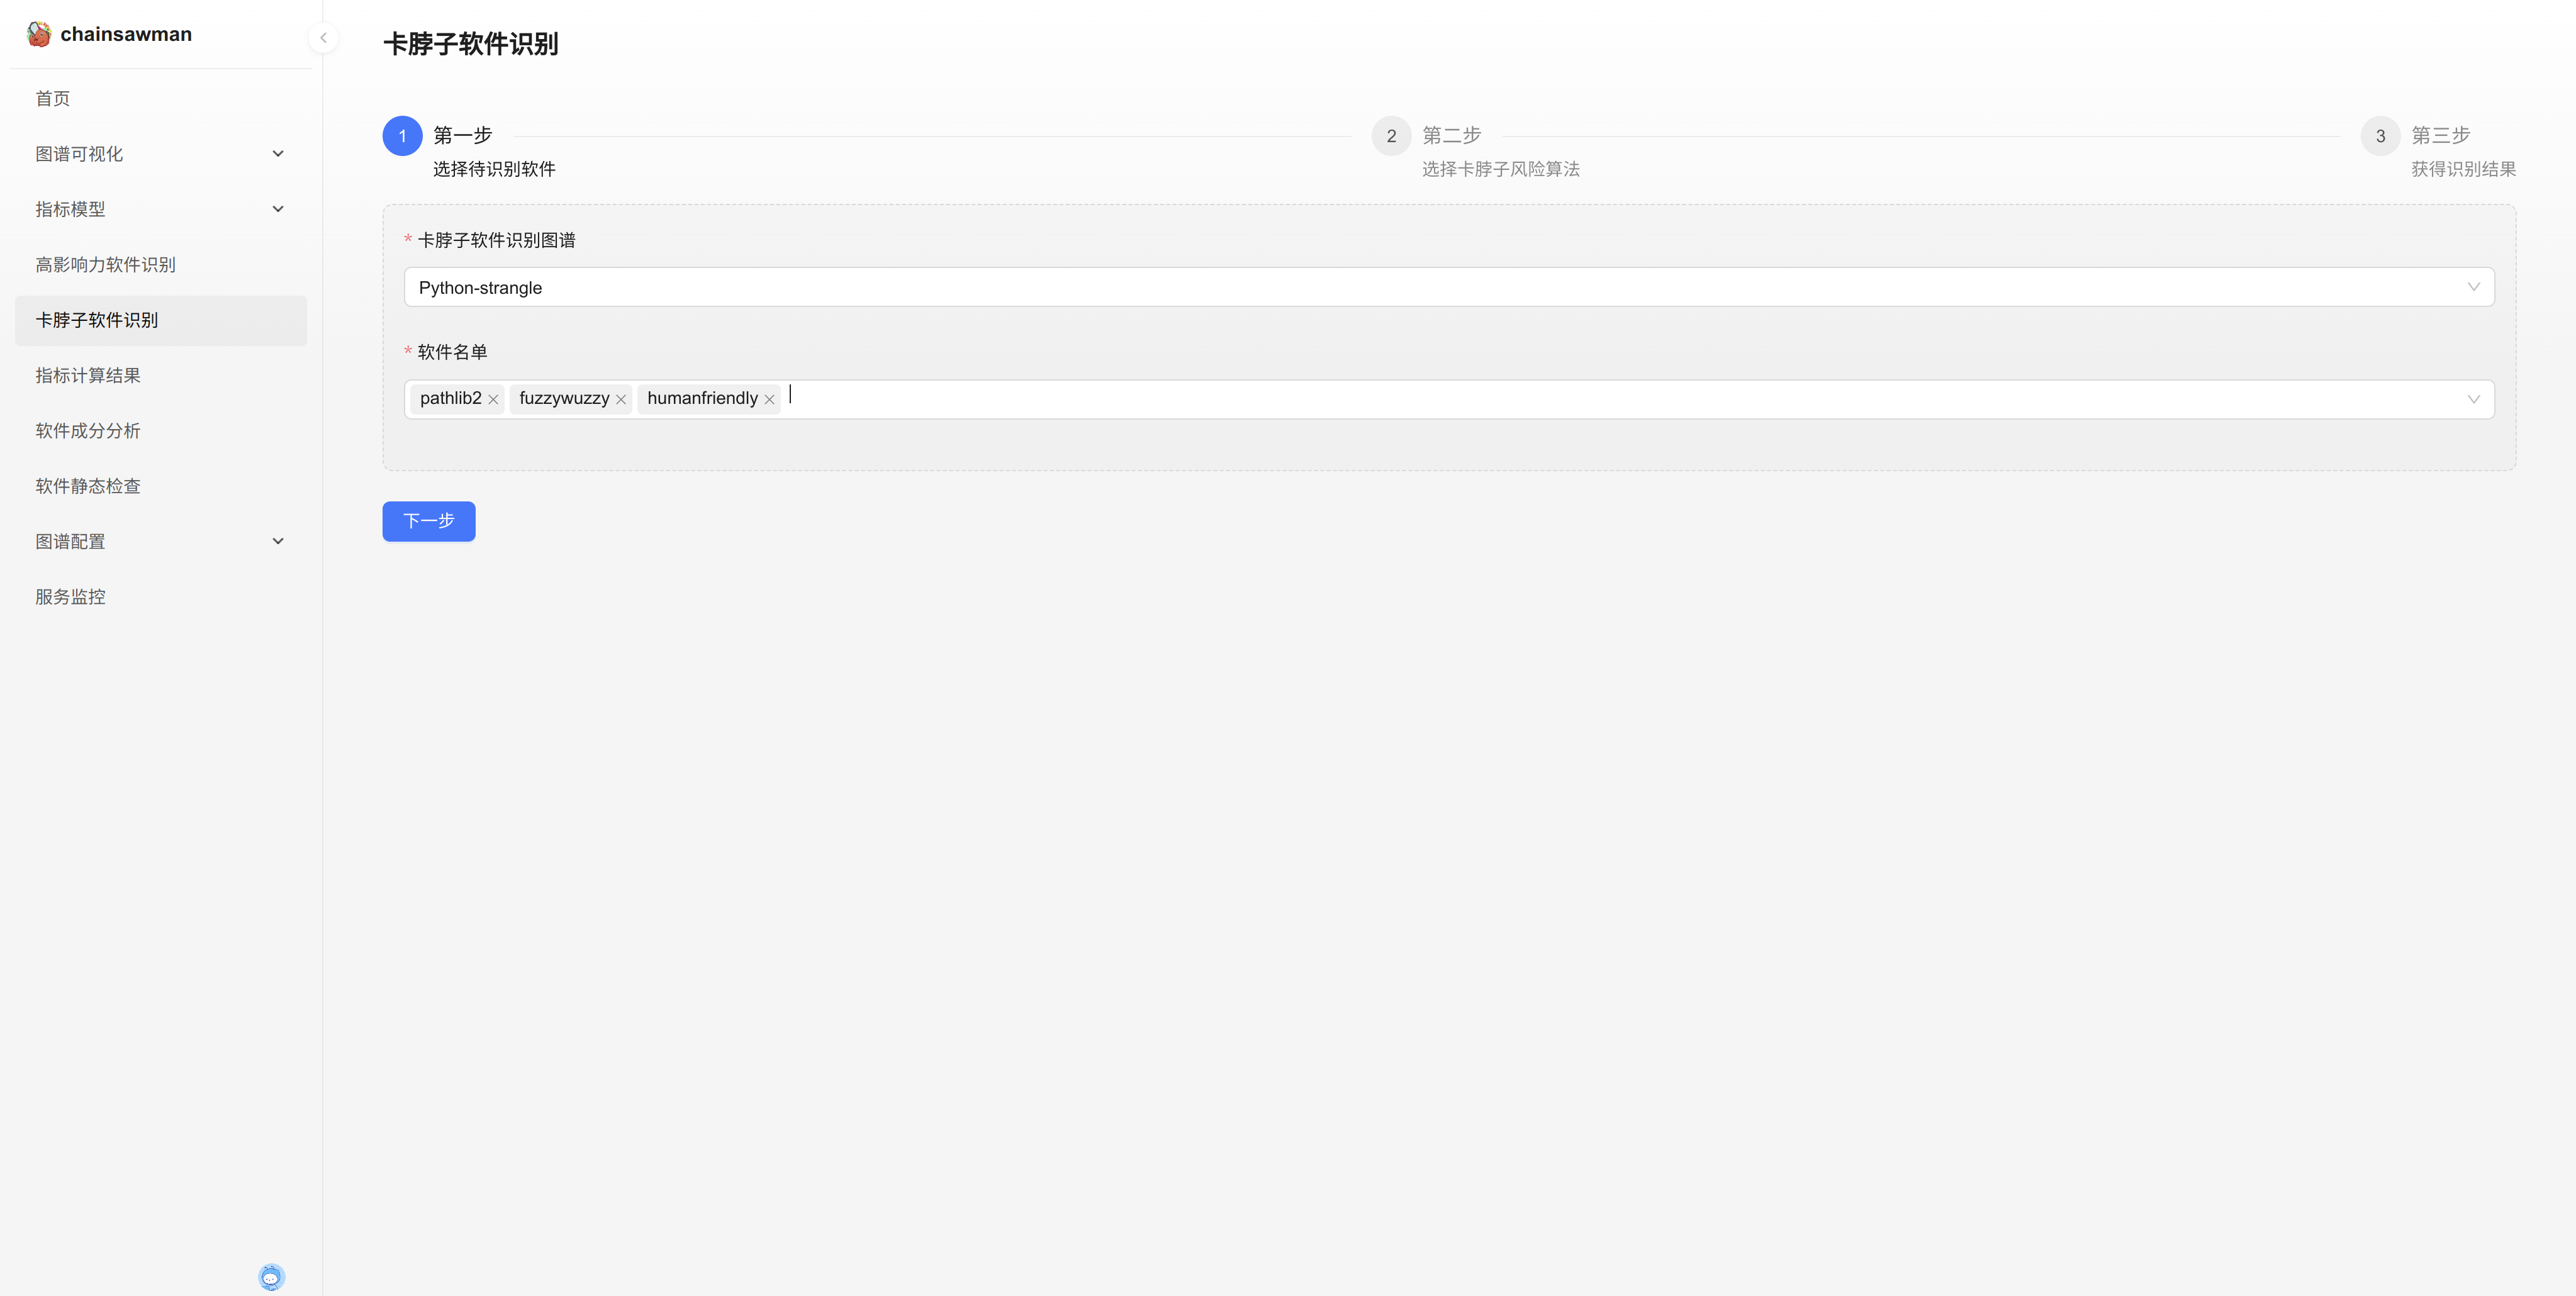 chainsawman
首页
图谱可视化
指标模型
高影响力软件识别
卡脖子软件识别
指标计算结果
软件成分分析
软件静态检查
图谱配置
服务监控
卡脖子软件识别
1 第一步
选择待识别软件
2 第二步
选择卡脖子风险算法
3 第三步
获得识别结果
* 卡脖子软件识别图谱
Python-strangle
* 软件名单
pathlib2 fuzzywuzzy humanfriendly
下一步